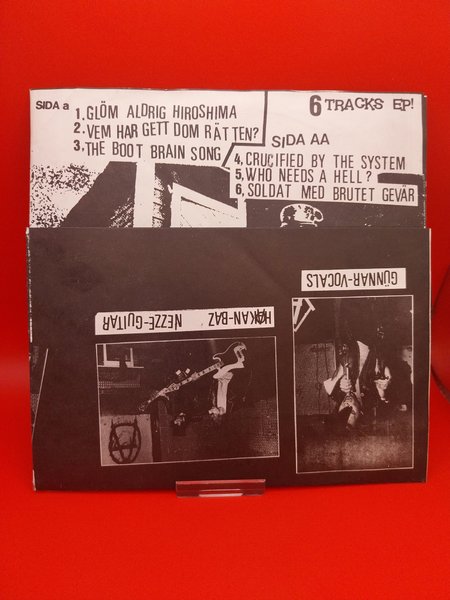 SIDA a
1. GLÖM ALDRIG HIROSHIMA
2. VEM HAR GETT DOM RÄTTEN?
3. THE BOOT BRAIN SONG
6 TRACKS EP!
SIDA AA
4. CRUCIFIED BY THE SYSTEM
5. WHO NEEDS A HELL?
6. SOLDAT MED BRUTET GEVÄR
GÜNNAR-VOCALS
HÅKAN-BAZ NEZZE-GUITAR